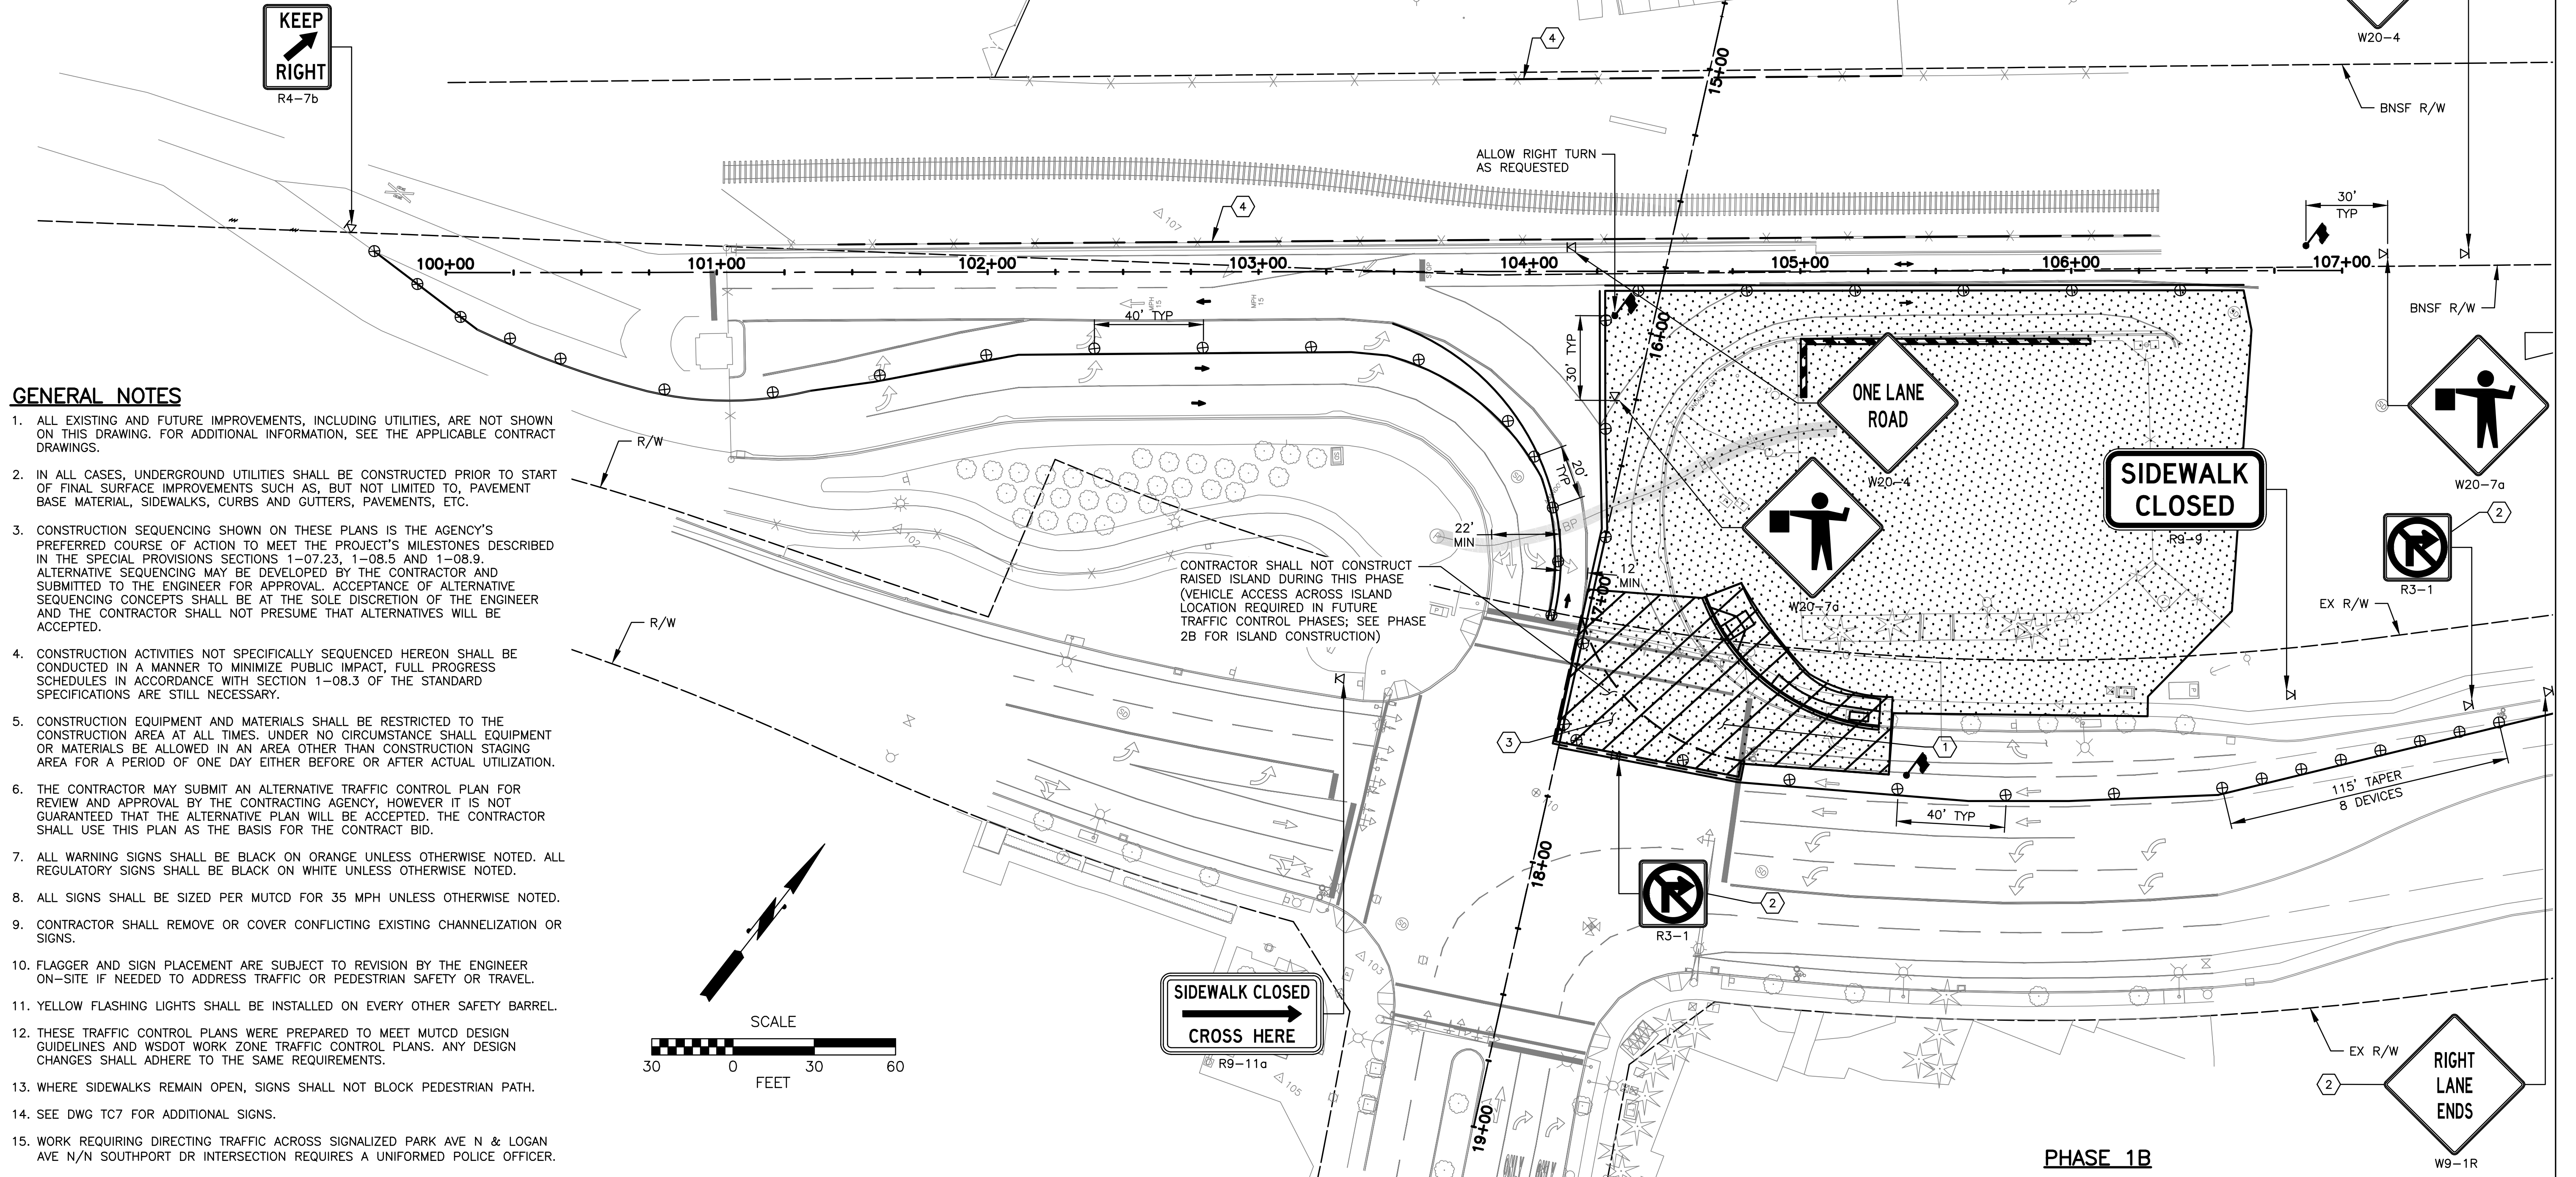 KEEP
RIGHT
R4-7b
W20-4
4
15+00
BNSF R/W
ALLOW RIGHT TURN
AS REQUESTED
30'
TYP
107
4
100+00
101+00
102+00
103+00
104+00
105+00
106+00
107+00
BNSF R/W
MPH
15
MPH
15
40' TYP
30' TYP
16+00
ONE LANE
ROAD
W20-4
W20-7a
SIDEWALK
CLOSED
R9-9
W20-7a
2
R3-1
EX R/W
20'
TYP
22'
MIN
BP
12'
MIN
17+00
R/W
R/W
102
CONTRACTOR SHALL NOT CONSTRUCT
RAISED ISLAND DURING THIS PHASE
(VEHICLE ACCESS ACROSS ISLAND
LOCATION REQUIRED IN FUTURE
TRAFFIC CONTROL PHASES; SEE PHASE
2B FOR ISLAND CONSTRUCTION)
3
1
115' TAPER
8 DEVICES
40' TYP
110
18+00
2
R3-1
103
SIDEWALK CLOSED
CROSS HERE
R9-11a
105
19+00
ONLY
ONLY
EX R/W
2
RIGHT
LANE
ENDS
W9-1R
PHASE 1B
SCALE
30 0 30 60
FEET
GENERAL NOTES
1. ALL EXISTING AND FUTURE IMPROVEMENTS, INCLUDING UTILITIES, ARE NOT SHOWN
ON THIS DRAWING. FOR ADDITIONAL INFORMATION, SEE THE APPLICABLE CONTRACT
DRAWINGS.
2. IN ALL CASES, UNDERGROUND UTILITIES SHALL BE CONSTRUCTED PRIOR TO START
OF FINAL SURFACE IMPROVEMENTS SUCH AS, BUT NOT LIMITED TO, PAVEMENT
BASE MATERIAL, SIDEWALKS, CURBS AND GUTTERS, PAVEMENTS, ETC.
3. CONSTRUCTION SEQUENCING SHOWN ON THESE PLANS IS THE AGENCY'S
PREFERRED COURSE OF ACTION TO MEET THE PROJECT'S MILESTONES DESCRIBED
IN THE SPECIAL PROVISIONS SECTIONS 1-07.23, 1-08.5 AND 1-08.9.
ALTERNATIVE SEQUENCING MAY BE DEVELOPED BY THE CONTRACTOR AND
SUBMITTED TO THE ENGINEER FOR APPROVAL. ACCEPTANCE OF ALTERNATIVE
SEQUENCING CONCEPTS SHALL BE AT THE SOLE DISCRETION OF THE ENGINEER
AND THE CONTRACTOR SHALL NOT PRESUME THAT ALTERNATIVES WILL BE
ACCEPTED.
4. CONSTRUCTION ACTIVITIES NOT SPECIFICALLY SEQUENCED HEREON SHALL BE
CONDUCTED IN A MANNER TO MINIMIZE PUBLIC IMPACT, FULL PROGRESS
SCHEDULES IN ACCORDANCE WITH SECTION 1-08.3 OF THE STANDARD
SPECIFICATIONS ARE STILL NECESSARY.
5. CONSTRUCTION EQUIPMENT AND MATERIALS SHALL BE RESTRICTED TO THE
CONSTRUCTION AREA AT ALL TIMES. UNDER NO CIRCUMSTANCE SHALL EQUIPMENT
OR MATERIALS BE ALLOWED IN AN AREA OTHER THAN CONSTRUCTION STAGING
AREA FOR A PERIOD OF ONE DAY EITHER BEFORE OR AFTER ACTUAL UTILIZATION.
6. THE CONTRACTOR MAY SUBMIT AN ALTERNATIVE TRAFFIC CONTROL PLAN FOR
REVIEW AND APPROVAL BY THE CONTRACTING AGENCY, HOWEVER IT IS NOT
GUARANTEED THAT THE ALTERNATIVE PLAN WILL BE ACCEPTED. THE CONTRACTOR
SHALL USE THIS PLAN AS THE BASIS FOR THE CONTRACT BID.
7. ALL WARNING SIGNS SHALL BE BLACK ON ORANGE UNLESS OTHERWISE NOTED. ALL
REGULATORY SIGNS SHALL BE BLACK ON WHITE UNLESS OTHERWISE NOTED.
8. ALL SIGNS SHALL BE SIZED PER MUTCD FOR 35 MPH UNLESS OTHERWISE NOTED.
9. CONTRACTOR SHALL REMOVE OR COVER CONFLICTING EXISTING CHANNELIZATION OR
SIGNS.
10. FLAGGER AND SIGN PLACEMENT ARE SUBJECT TO REVISION BY THE ENGINEER
ON-SITE IF NEEDED TO ADDRESS TRAFFIC OR PEDESTRIAN SAFETY OR TRAVEL.
11. YELLOW FLASHING LIGHTS SHALL BE INSTALLED ON EVERY OTHER SAFETY BARREL.
12. THESE TRAFFIC CONTROL PLANS WERE PREPARED TO MEET MUTCD DESIGN
GUIDELINES AND WSDOT WORK ZONE TRAFFIC CONTROL PLANS. ANY DESIGN
CHANGES SHALL ADHERE TO THE SAME REQUIREMENTS.
13. WHERE SIDEWALKS REMAIN OPEN, SIGNS SHALL NOT BLOCK PEDESTRIAN PATH.
14. SEE DWG TC7 FOR ADDITIONAL SIGNS.
15. WORK REQUIRING DIRECTING TRAFFIC ACROSS SIGNALIZED PARK AVE N & LOGAN
AVE N/N SOUTHPORT DR INTERSECTION REQUIRES A UNIFORMED POLICE OFFICER.